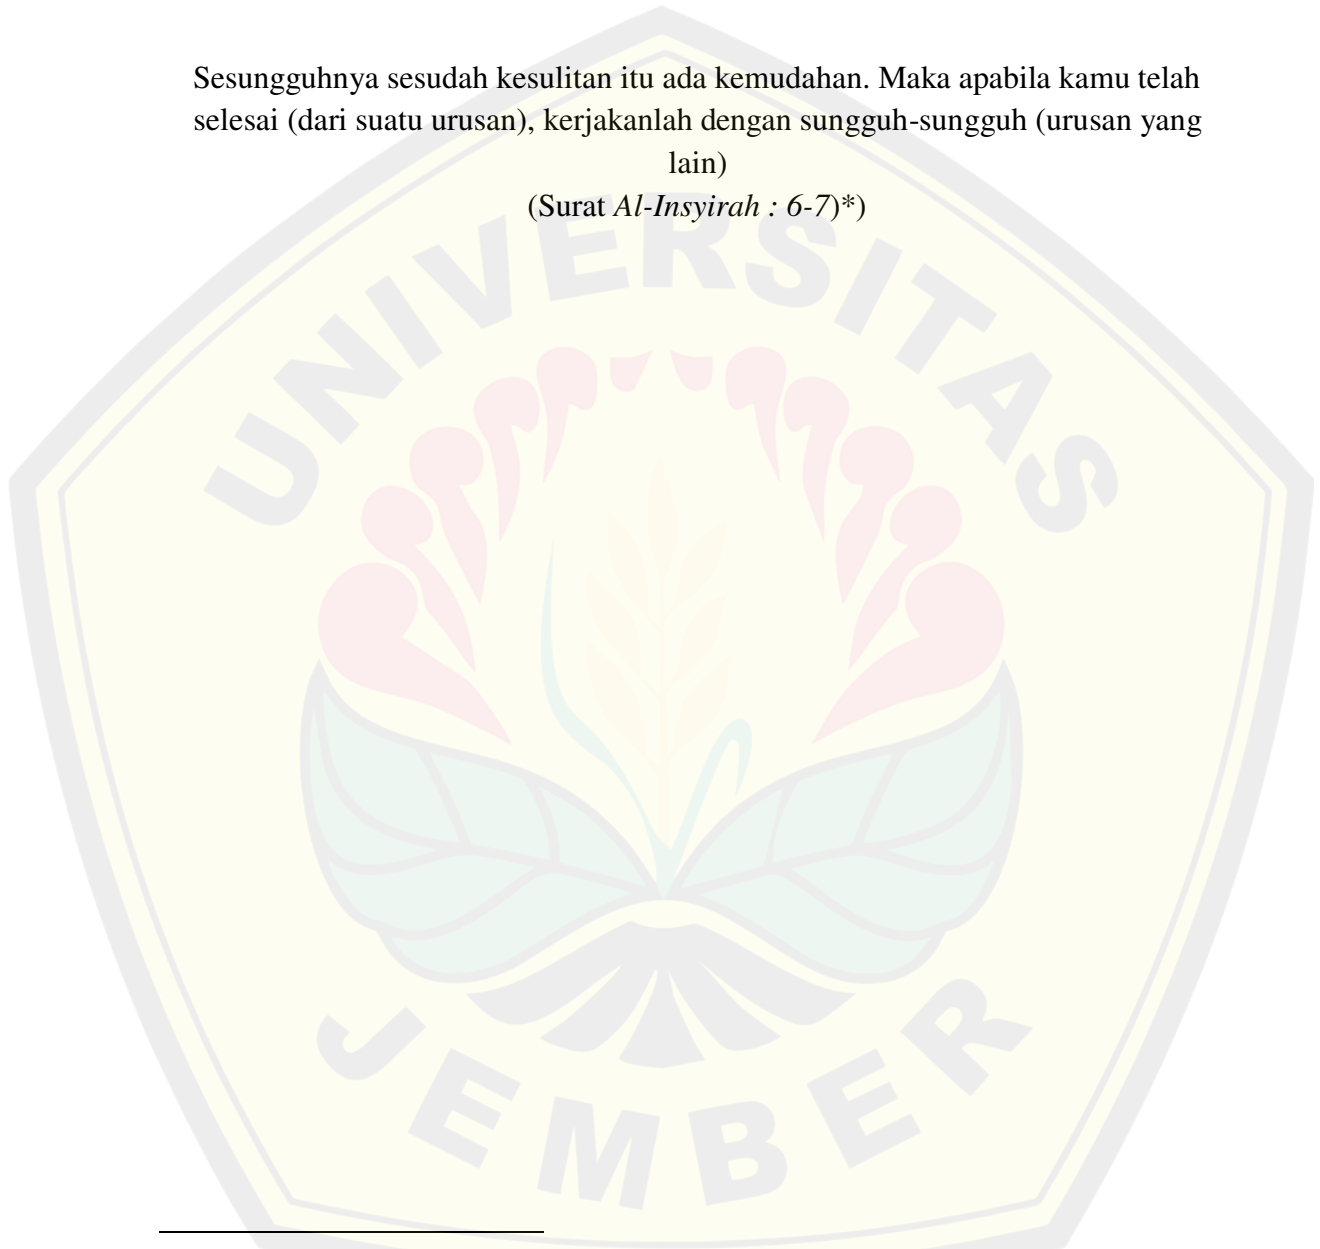 Sesungguhnya sesudah kesulitan itu ada kemudahan. Maka apabila kamu telah
selesai (dari suatu urusan), kerjakanlah dengan sungguh-sungguh (urusan yang
lain)
(Surat Al-Insyirah : 6-7)*)
UNIVERSITAS
JEMBER